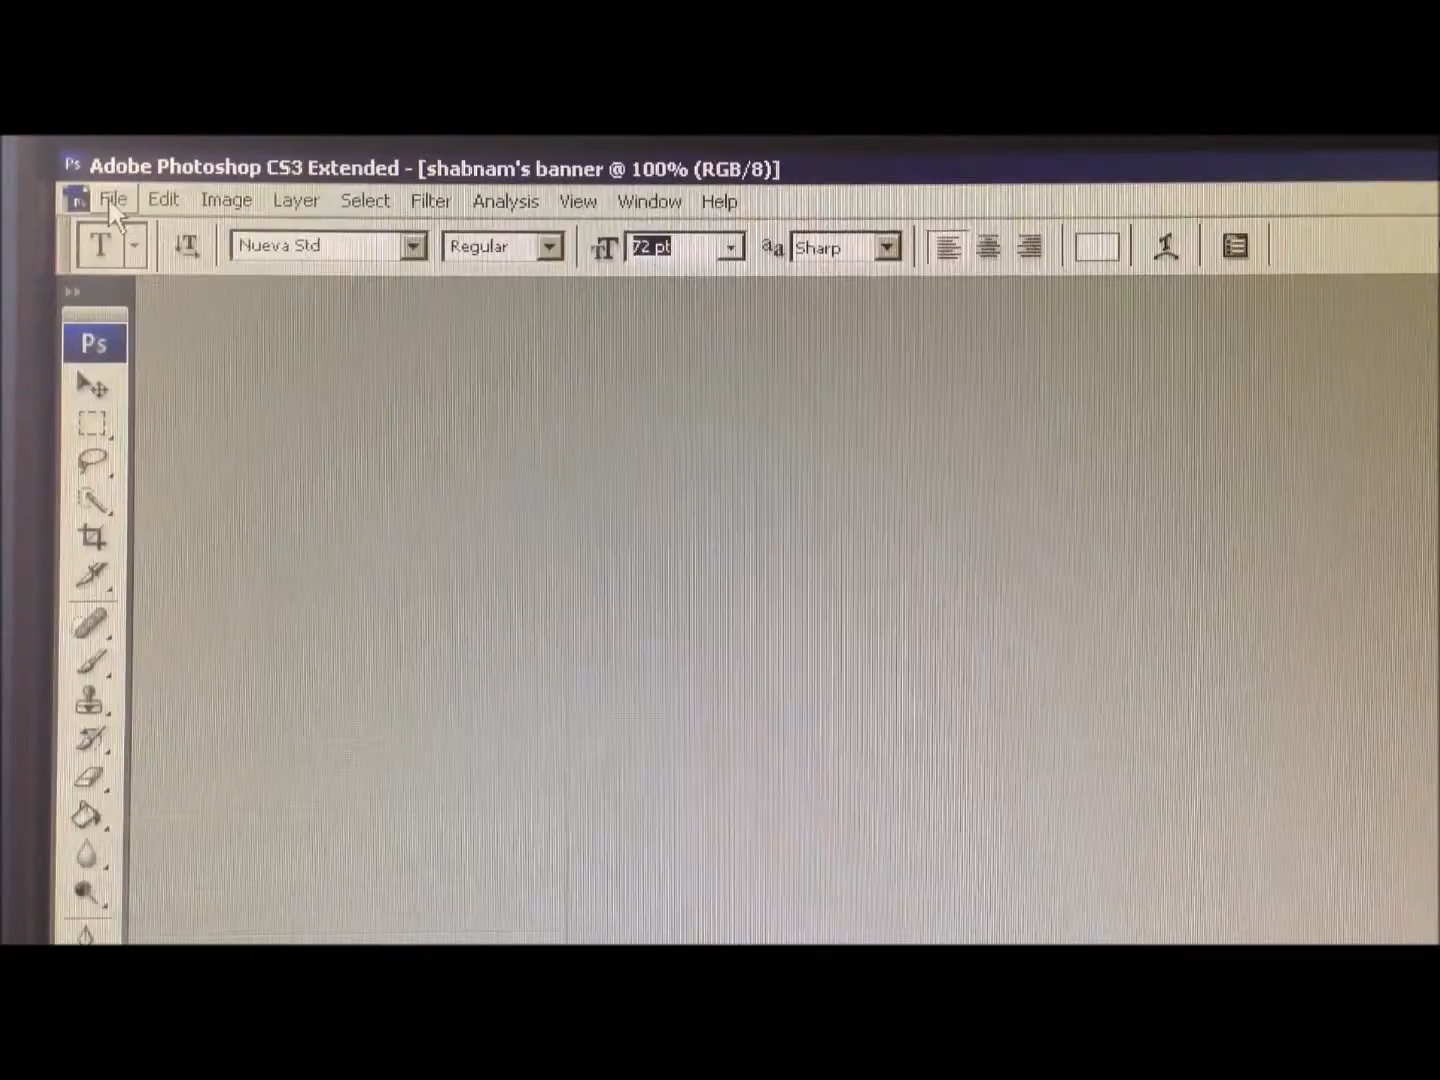 Ps Adobe Photoshop CS3 Extended - [shabnam's banner @ 100% (RGB/8)]
File Edit Image Layer Select Filter Analysis View Window Help
T T Nueva Std Regular TT 72 pt aa Sharp
Ps